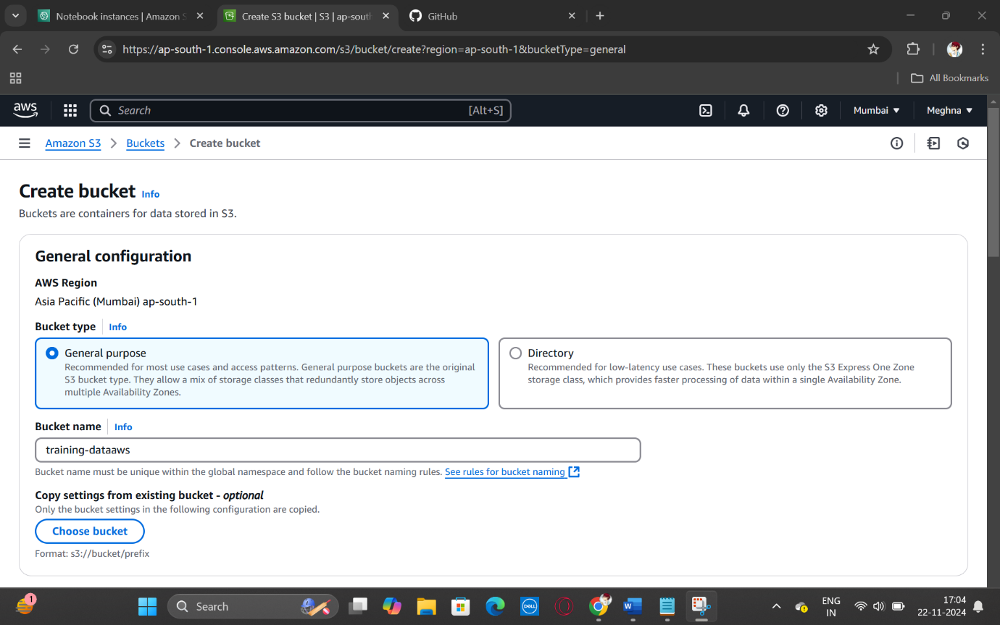 Notebook instances | Amazon S
Create S3 bucket | S3 | ap-south
GitHub
https://ap-south-1.console.aws.amazon.com/s3/bucket/create?region=ap-south-1&bucketType=general
All Bookmarks
aws
Search [Alt+S]
Mumbai
Meghna
Amazon S3 > Buckets > Create bucket
Create bucket Info
Buckets are containers for data stored in S3.
General configuration
AWS Region
Asia Pacific (Mumbai) ap-south-1
Bucket type Info
General purpose
Recommended for most use cases and access patterns. General purpose buckets are the original
S3 bucket type. They allow a mix of storage classes that redundantly store objects across
multiple Availability Zones.
Directory
Recommended for low-latency use cases. These buckets use only the S3 Express One Zone
storage class, which provides faster processing of data within a single Availability Zone.
Bucket name Info
training-dataaws
Bucket name must be unique within the global namespace and follow the bucket naming rules. See rules for bucket naming
Copy settings from existing bucket - optional
Only the bucket settings in the following configuration are copied.
Choose bucket
Format: s3://bucket/prefix
1
Search
DELL
W
ENG
IN
17:04
22-11-2024